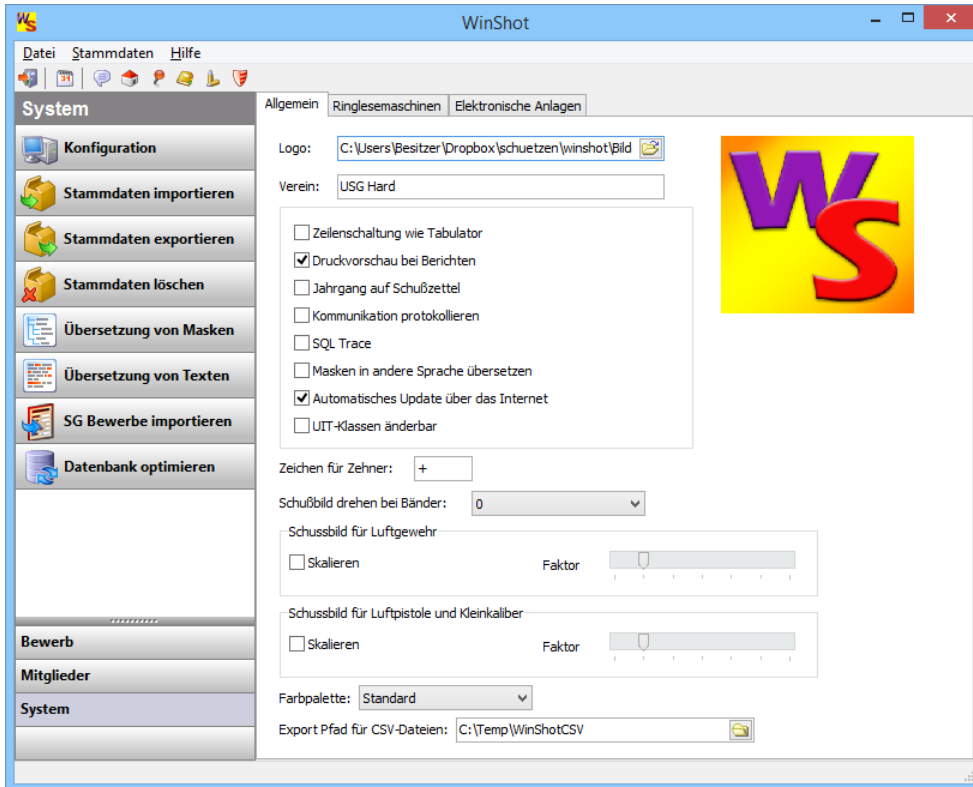 WS
WinShot
Datei Stammdaten Hilfe
31
System
Konfiguration
Stammdaten importieren
Stammdaten exportieren
Stammdaten löschen
Übersetzung von Masken
Übersetzung von Texten
SG Bewerbe importieren
Datenbank optimieren
Bewerb
Mitglieder
System
Allgemein Ringlesemaschinen Elektronische Anlagen
Logo: C:\Users\Besitzer\Dropbox\schuetzen\winshot\Bild
Verein: USG Hard
WS
Zeilenschaltung wie Tabulator
Druckvorschau bei Berichten
Jahrgang auf Schußzettel
Kommunikation protokollieren
SQL Trace
Masken in andere Sprache übersetzen
Automatisches Update über das Internet
UIT-Klassen änderbar
Zeichen für Zehner: +
Schußbild drehen bei Bänder: 0
Schussbild für Luftgewehr
Skalieren Faktor
Schussbild für Luftpistole und Kleinkaliber
Skalieren Faktor
Farbpalette: Standard
Export Pfad für CSV-Dateien: C:\Temp\WinShotCSV